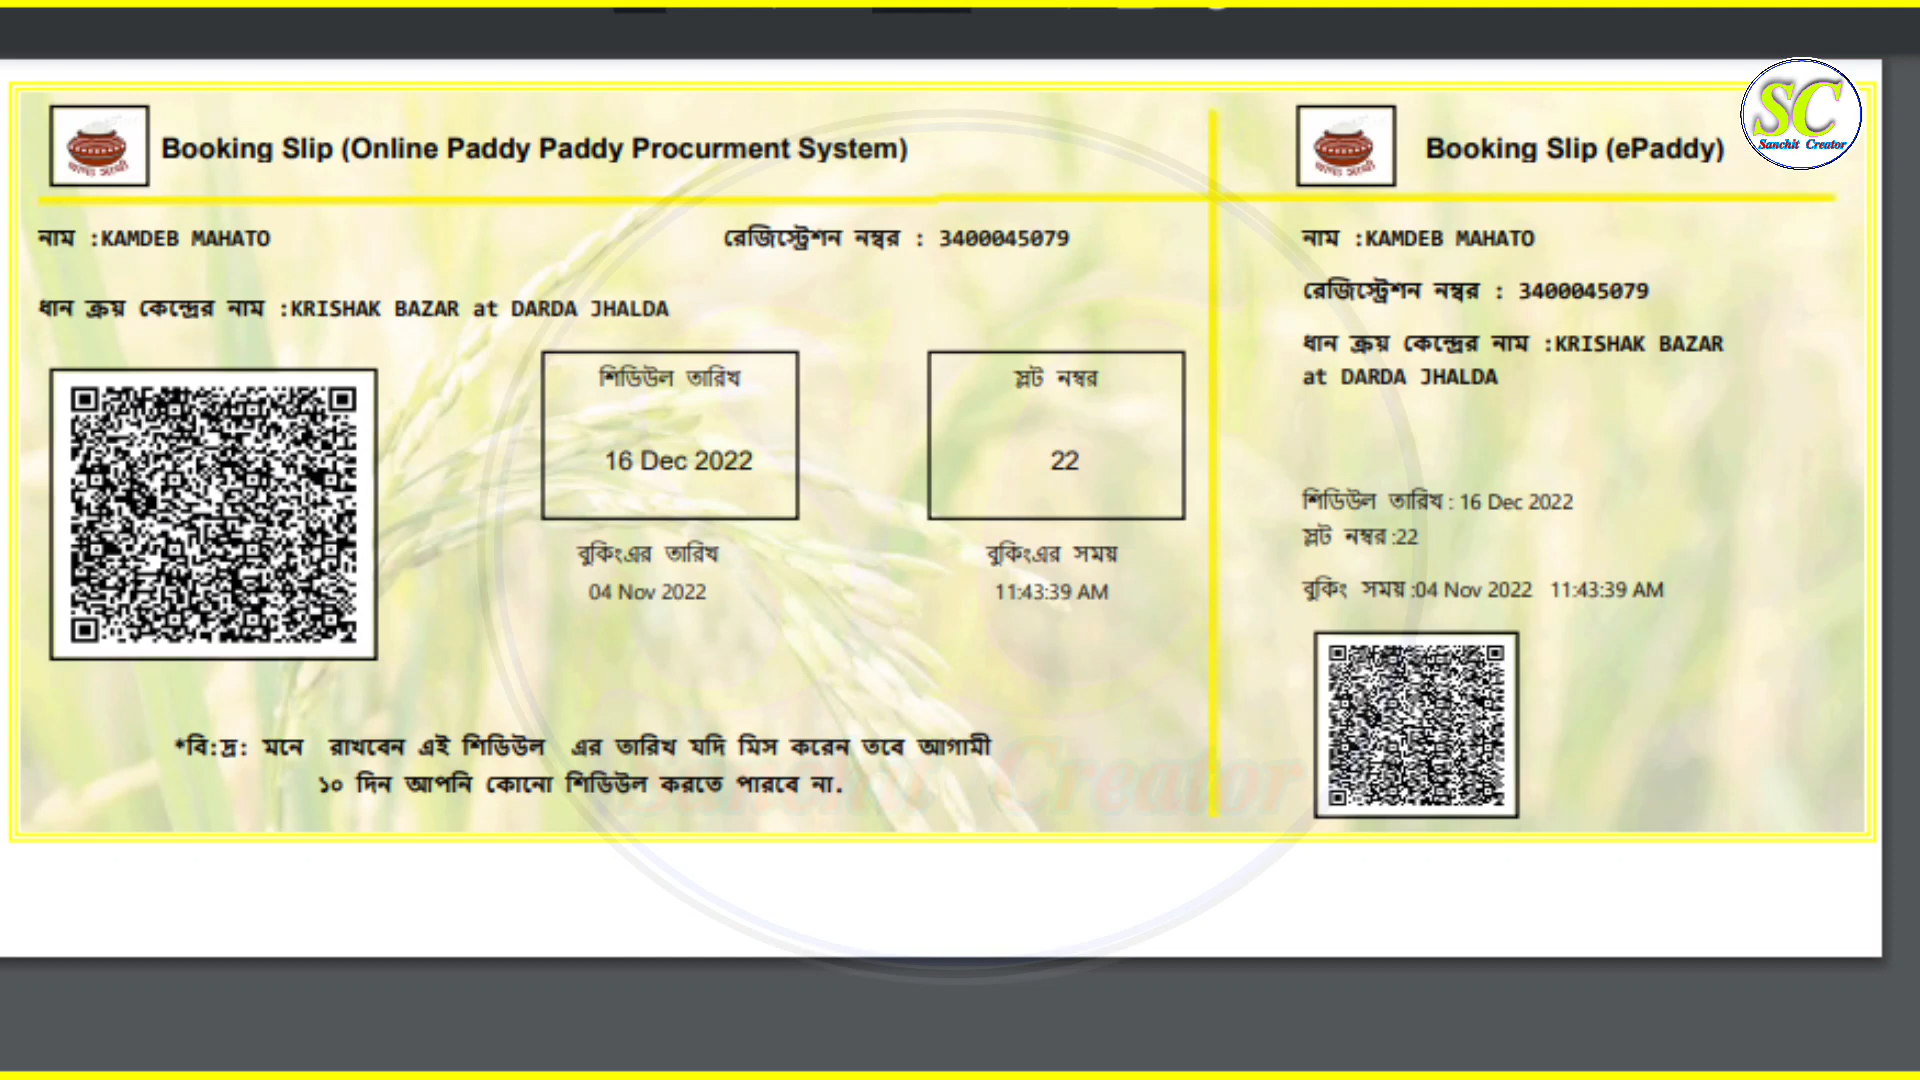 Booking Slip (Online Paddy Paddy Procurment System)
নাম :KAMDEB MAHATO
রেজিস্ট্রেশন নম্বর : 3400045079
ধান ক্রয় কেন্দ্রের নাম :KRISHAK BAZAR at DARDA JHALDA
শিডিউল তারিখ
16 Dec 2022
স্লট নম্বর
22
বুকিংএর তারিখ
04 Nov 2022
বুকিংএর সময়
11:43:39 AM
*বি:দ্র: মনে রাখবেন এই শিডিউল এর তারিখ যদি মিস করেন তবে আগামী
১০ দিন আপনি কোনো শিডিউল করতে পারবে না.
Booking Slip (ePaddy)
SC
Sanchit Creator
নাম :KAMDEB MAHATO
রেজিস্ট্রেশন নম্বর : 3400045079
ধান ক্রয় কেন্দ্রের নাম :KRISHAK BAZAR
at DARDA JHALDA
শিডিউল তারিখ : 16 Dec 2022
স্লট নম্বর :22
বুকিং সময় :04 Nov 2022 11:43:39 AM
Sanchit Creator